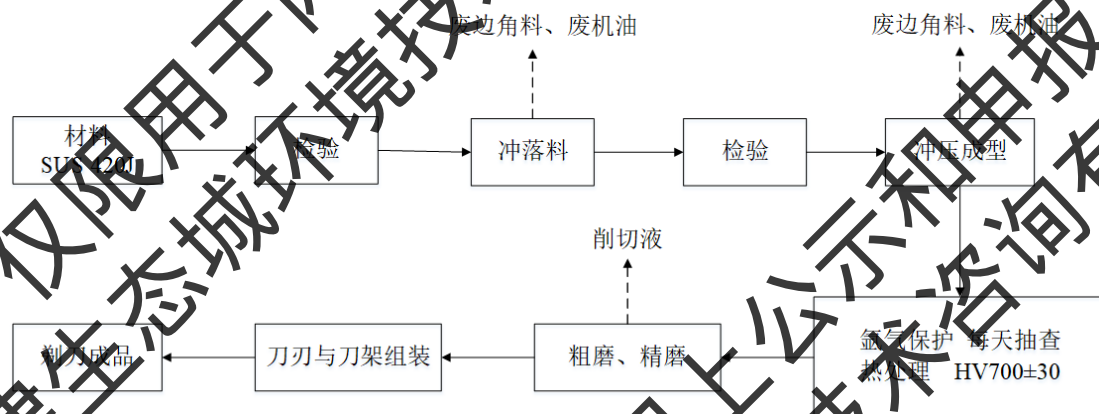 废边角料、废机油
废边角料、废机油
材料
SUS 420J
检验
冲落料
检验
冲压成型
削切液
剃刀成品
刀刃与刀架组装
粗磨、精磨
氩气保护 每天抽查
热处理 HV700±30
仅限用于
生态城环境技
上公示和申报
技术咨询有